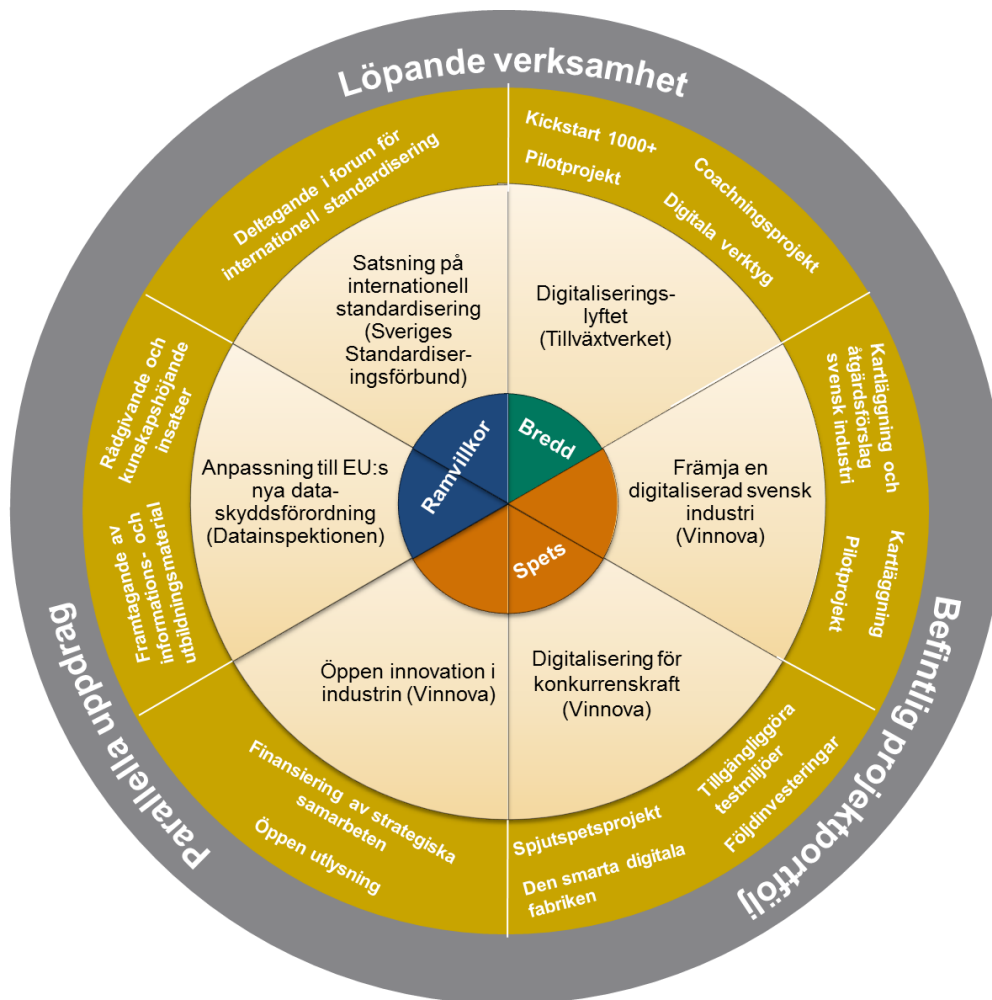 Löpande verksamhet
Kickstart 1000+
Pilotprojekt
Coachningsprojekt
Digitala verktyg
Kartläggning och
åtgärdsförslag
svensk industri
Kartläggning
Pilotprojekt
Befintlig projektportfölj
Tillgängliggöra
testmiljöer
Följdinvesteringar
Spjutspetsprojekt
Den smarta digitala
fabriken
Finansiering av strategiska
samarbeten
Öppen utlysning
Parallella uppdrag
Framtagande av
informations- och
utbildningsmaterial
Rådgivande och
kunskapshöjande
insatser
Deltagande i forum för
internationell standardisering
Satsning på
internationell
standardisering
(Sveriges
Standardiser-
ingsförbund)
Digitaliserings-
lyftet
(Tillväxtverket)
Främja en
digitaliserad svensk
industri
(Vinnova)
Digitalisering för
konkurrenskraft
(Vinnova)
Öppen innovation i
industrin (Vinnova)
Anpassning till EU:s
nya data-
skyddsförordning
(Datainspektionen)
Ramvillkor
Bredd
Spets